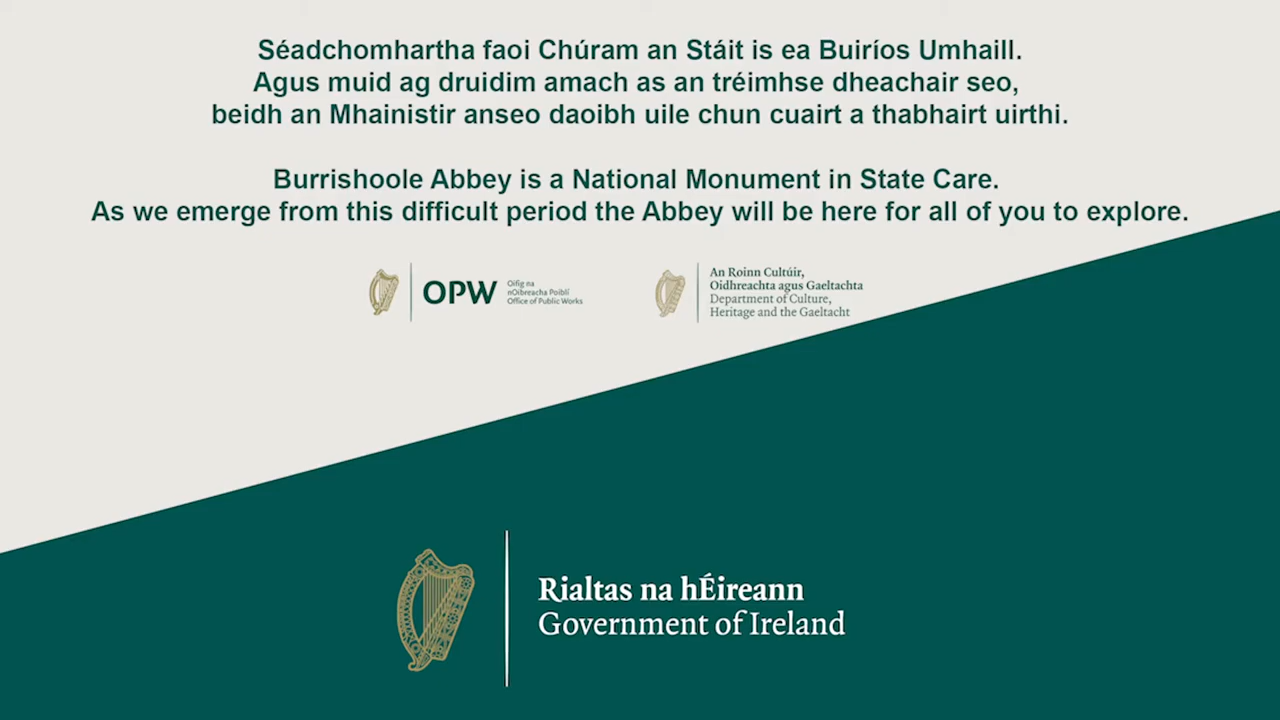 Séadchomhartha faoi Chúram an Stáit is ea Buiríos Umhaill.
Agus muid ag druidim amach as an tréimhse dheachair seo,
beidh an Mhainistir anseo daoibh uile chun cuairt a thabhairt uirthi.
Burrishoole Abbey is a National Monument in State Care.
As we emerge from this difficult period the Abbey will be here for all of you to explore.
OPW
Oifig na
nOibreacha Poiblí
Office of Public Works
An Roinn Cultúir,
Oidhreachta agus Gaeltachta
Department of Culture,
Heritage and the Gaeltacht
Rialtas na hÉireann
Government of Ireland